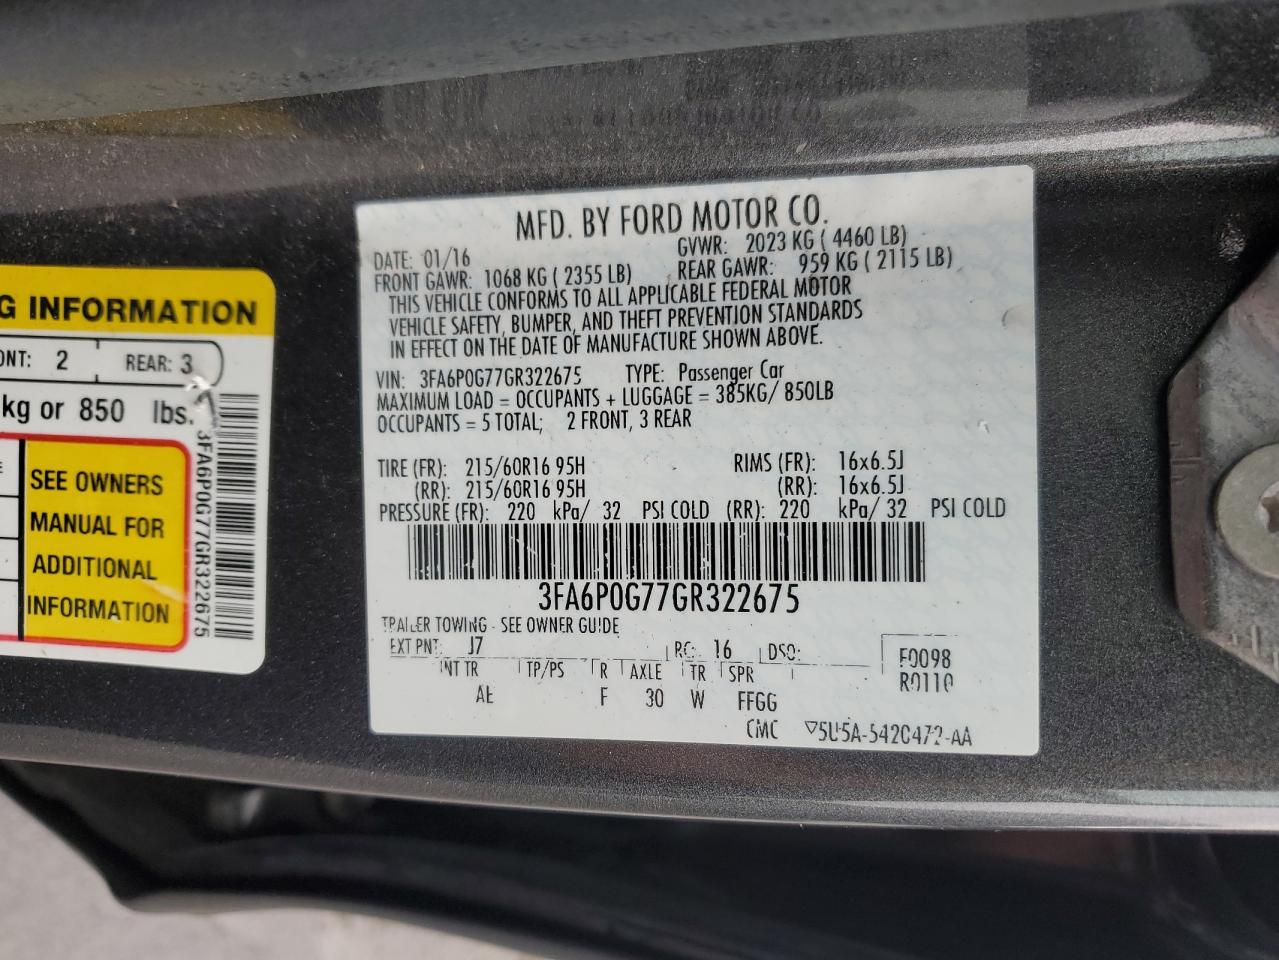 MFD. BY FORD MOTOR CO.
DATE: 01/16 GVWR: 2023 KG ( 4460 LB)
FRONT GAWR: 1068 KG ( 2355 LB) REAR GAWR: 959 KG ( 2115 LB)
THIS VEHICLE CONFORMS TO ALL APPLICABLE FEDERAL MOTOR
VEHICLE SAFETY, BUMPER, AND THEFT PREVENTION STANDARDS
IN EFFECT ON THE DATE OF MANUFACTURE SHOWN ABOVE.
VIN: 3FA6P0G77GR322675 TYPE: Passenger Car
MAXIMUM LOAD = OCCUPANTS + LUGGAGE = 385KG/ 850LB
OCCUPANTS = 5 TOTAL; 2 FRONT, 3 REAR
TIRE (FR): 215/60R16 95H RIMS (FR): 16x6.5J
(RR): 215/60R16 95H (RR): 16x6.5J
PRESSURE (FR): 220 kPa/ 32 PSI COLD (RR): 220 kPa/ 32 PSI COLD
3FA6P0G77GR322675
TRAILER TOWING - SEE OWNER GUIDE
EXT PNT: J7 RC: 16 DSO:
INT TR TP/PS R AXLE TR SPR
AE F 30 W FFGG
F0098
R0110
CMC ▽5U5A-5420472-AA
G INFORMATION
ONT: 2 REAR: 3
kg or 850 lbs.
SEE OWNERS
MANUAL FOR
ADDITIONAL
INFORMATION
3FA6P0G77GR322675